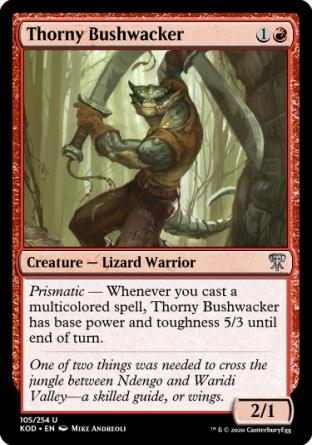 Thorny Bushwacker 1
Creature — Lizard Warrior
Prismatic — Whenever you cast a
multicolored spell, Thorny Bushwacker
has base power and toughness 5/3 until
end of turn.
One of two things was needed to cross the
jungle between Ndengo and Waridi
Valley—a skilled guide, or wings.
2/1
105/254 U
KOD • EN Mike Andreoli
™ & © 2020 CanterburyEgg